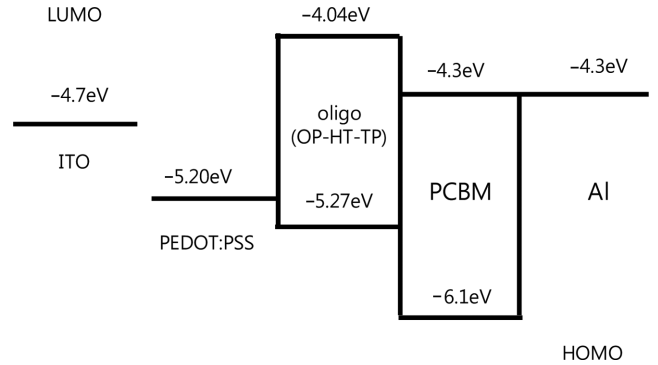 LUMO
−4.04eV
−4.3eV
−4.3eV
−4.7eV
oligo
(OP-HT-TP)
ITO
−5.20eV
−5.27eV
PCBM
Al
PEDOT:PSS
−6.1eV
HOMO